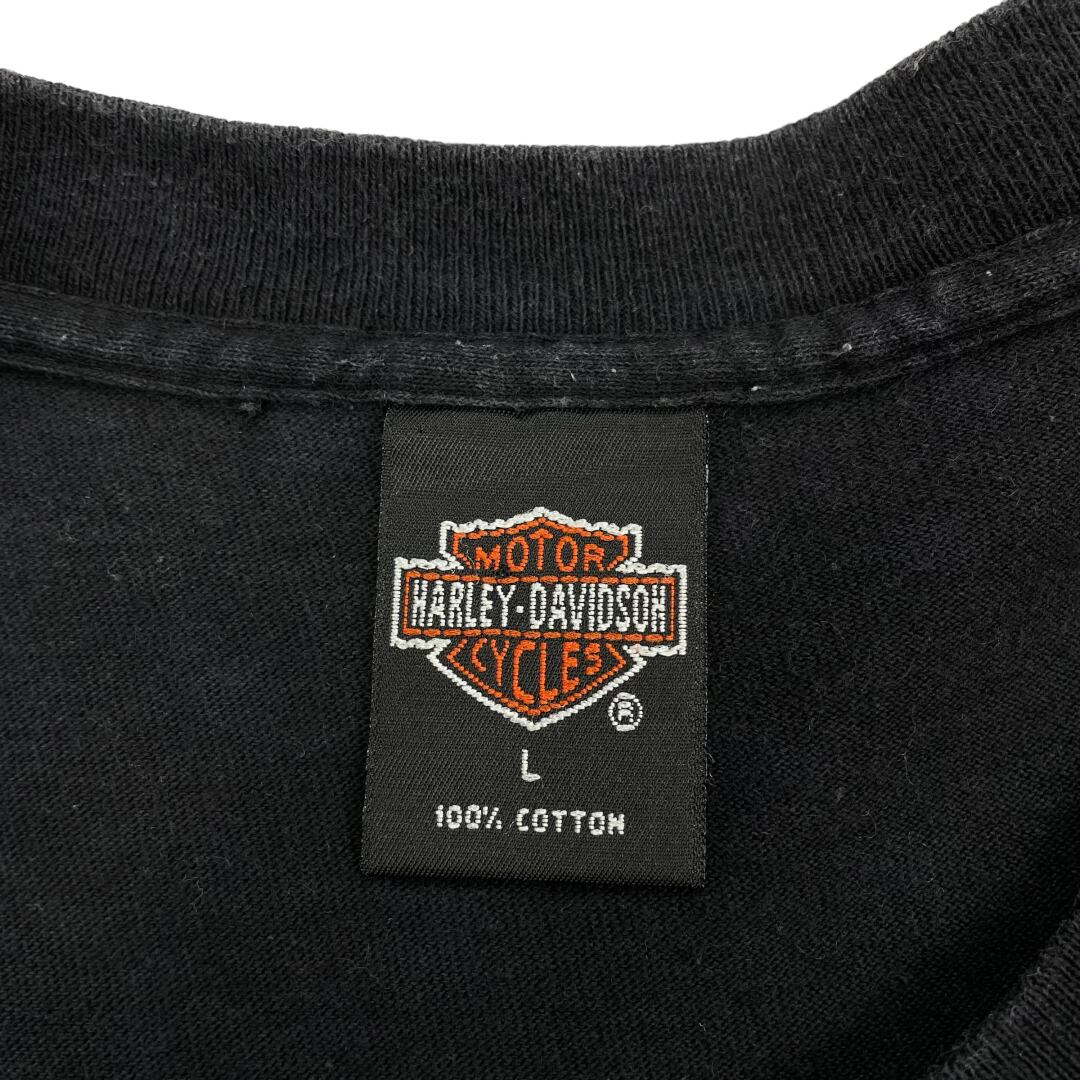 MOTOR
HARLEY-DAVIDSON
CYCLES
®
L
100% COTTON